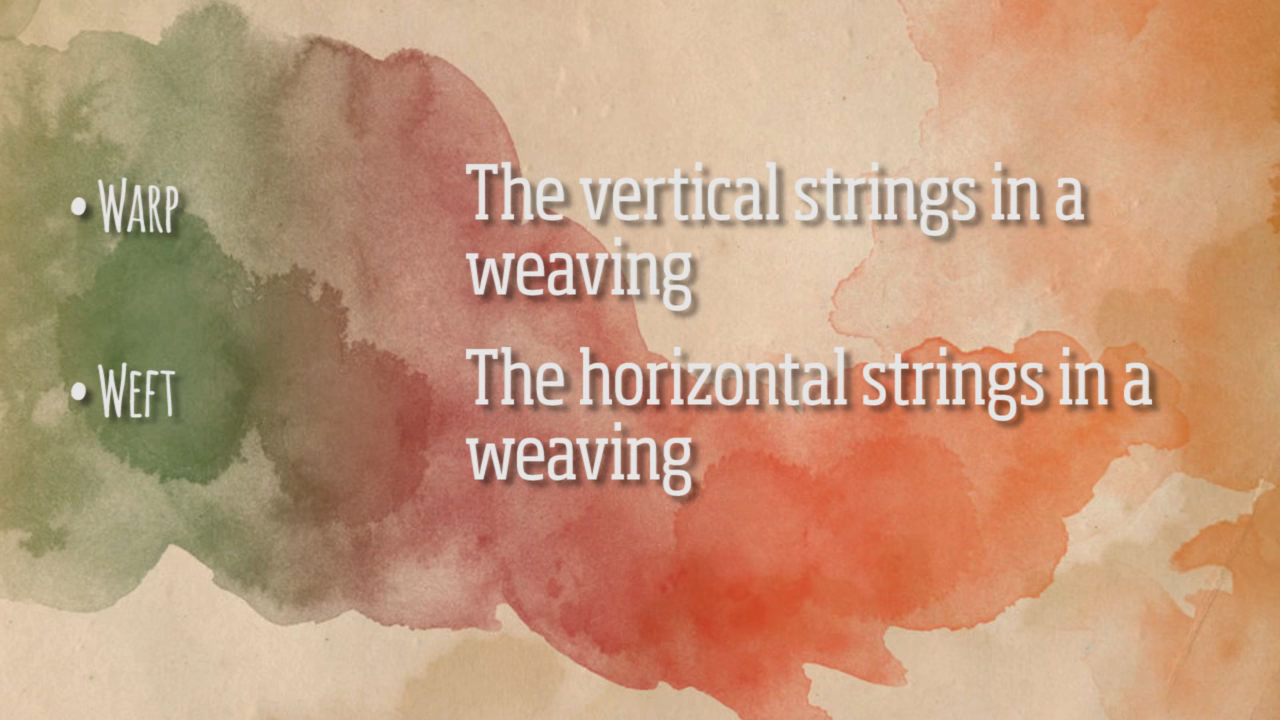 • WARP
The vertical strings in a
weaving
• WEFT
The horizontal strings in a
weaving